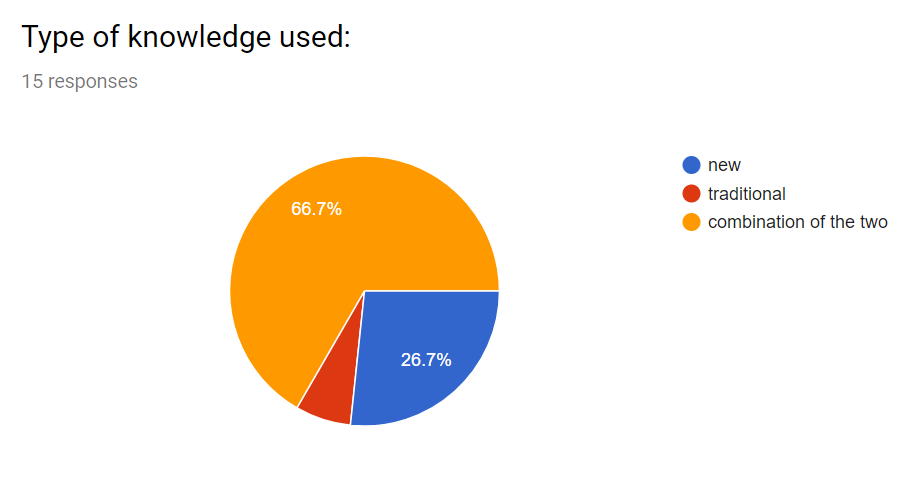 Type of knowledge used:
15 responses
new
traditional
combination of the two
66.7%
26.7%